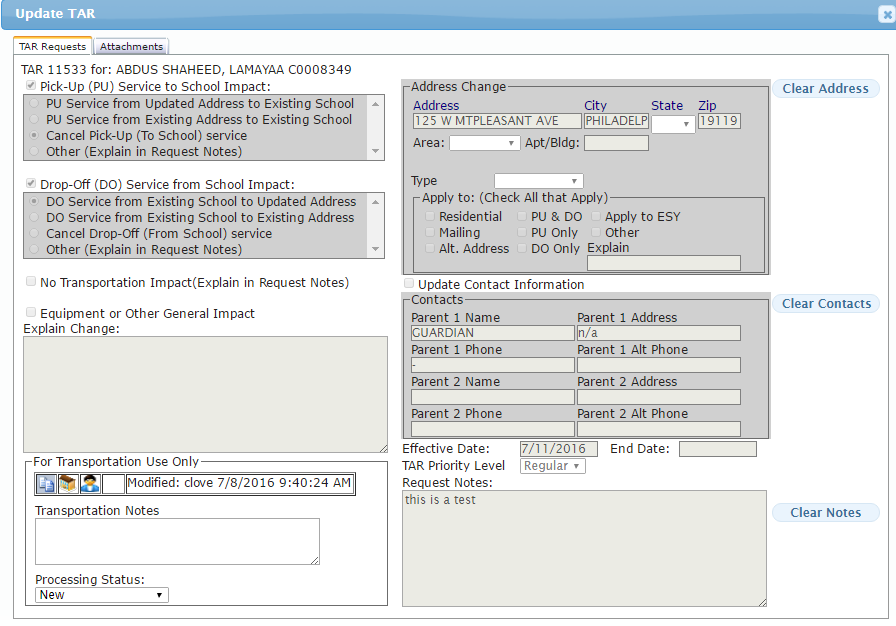 Update TAR
TAR Requests
Attachments
TAR 11533 for: ABDUS SHAHEED, LAMAYAA C0008349
Pick-Up (PU) Service to School Impact:
PU Service from Updated Address to Existing School
PU Service from Existing Address to Existing School
Cancel Pick-Up (To School) service
Other (Explain in Request Notes)
Drop-Off (DO) Service from School Impact:
DO Service from Existing School to Updated Address
DO Service from Existing School to Existing Address
Cancel Drop-Off (From School) service
Other (Explain in Request Notes)
No Transportation Impact(Explain in Request Notes)
Equipment or Other General Impact
Explain Change:
For Transportation Use Only
Modified: clove 7/8/2016 9:40:24 AM
Transportation Notes
Processing Status:
New
Address Change
Address City State Zip
125 W MTPLEASANT AVE PHILADELP 19119
Area: Apt/Bldg:
Type
Apply to: (Check All that Apply)
Residential PU & DO Apply to ESY
Mailing PU Only Other
Alt. Address DO Only Explain
Update Contact Information
Contacts
Parent 1 Name Parent 1 Address
GUARDIAN n/a
Parent 1 Phone Parent 1 Alt Phone
-
Parent 2 Name Parent 2 Address
Parent 2 Phone Parent 2 Alt Phone
Effective Date: 7/11/2016 End Date:
TAR Priority Level Regular
Request Notes:
this is a test
Clear Address
Clear Contacts
Clear Notes